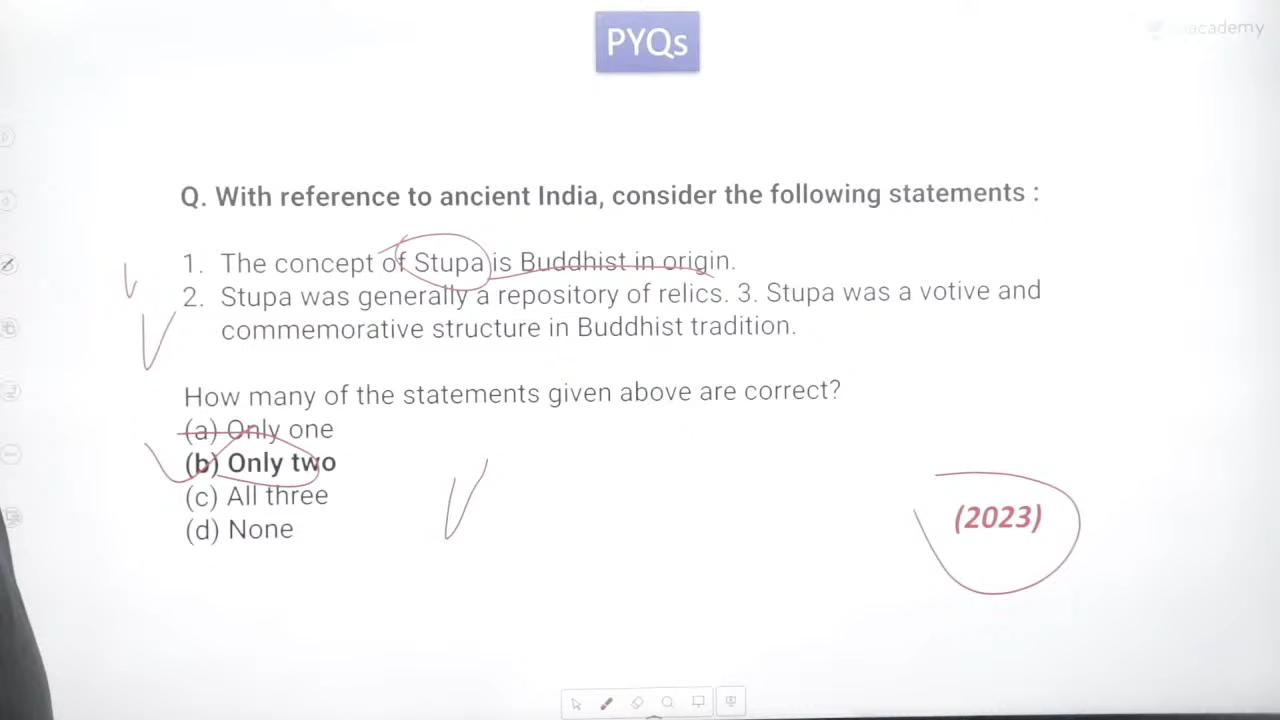 PYQs
academy
Q. With reference to ancient India, consider the following statements :
1. The concept of Stupa is Buddhist in origin.
2. Stupa was generally a repository of relics. 3. Stupa was a votive and
commemorative structure in Buddhist tradition.
How many of the statements given above are correct?
(a) Only one
(b) Only two
(c) All three
(d) None
(2023)